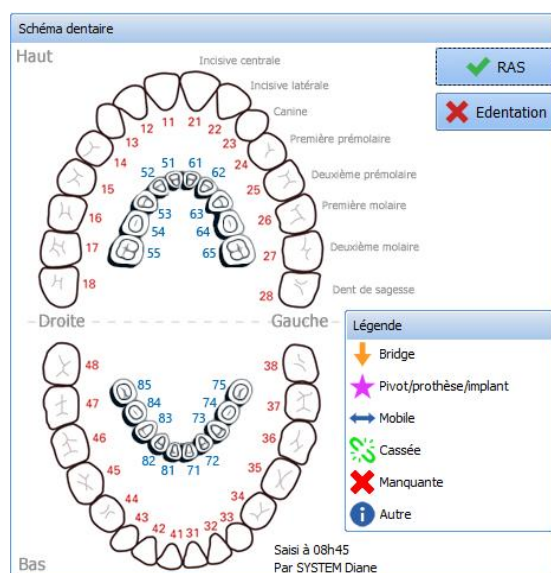 Schéma dentaire
Haut
RAS
Edentation
Incisive centrale
Incisive latérale
Canine
Première prémolaire
Deuxième prémolaire
Première molaire
Deuxième molaire
Dent de sagesse
11 21
12 22
13 23
14 24
15 25
16 26
17 27
18 28
51 61
52 62
53 63
54 64
55 65
Droite Gauche
48 38
47 37
46 36
45 35
44 34
43 33
42 41 31 32
85 75
84 74
83 73
82 81 71 72
Bas
Légende
Bridge
Pivot/prothèse/implant
Mobile
Cassée
Manquante
Autre
Saisi à 08h45
Par SYSTEM Diane